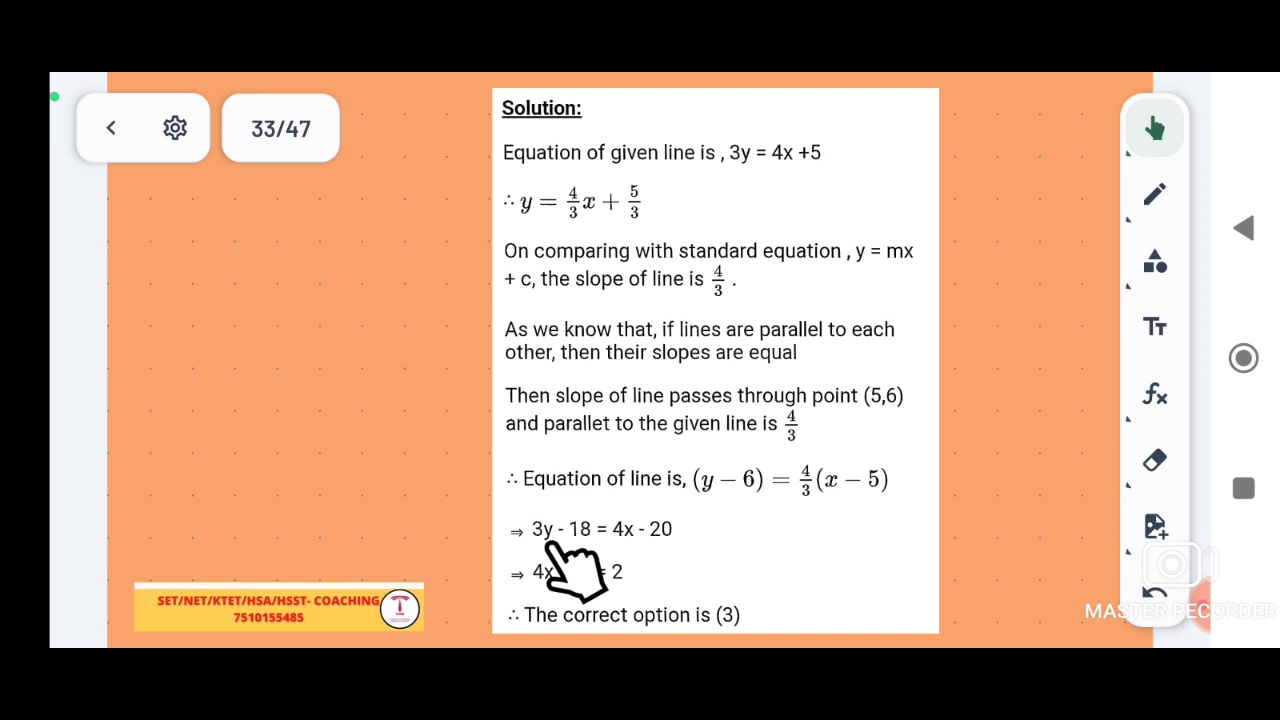 33/47
Solution:
Equation of given line is , 3y = 4x +5
∴ y = 4/3 x + 5/3
On comparing with standard equation , y = mx
+ c, the slope of line is 4/3 .
As we know that, if lines are parallel to each
other, then their slopes are equal
Then slope of line passes through point (5,6)
and parallet to the given line is 4/3
∴ Equation of line is, (y − 6) = 4/3 (x − 5)
⇒ 3y - 18 = 4x - 20
⇒ 4x = 2
∴ The correct option is (3)
SET/NET/KTET/HSA/HSST- COACHING
7510155485
Tт
fx
MASTER RECORDER